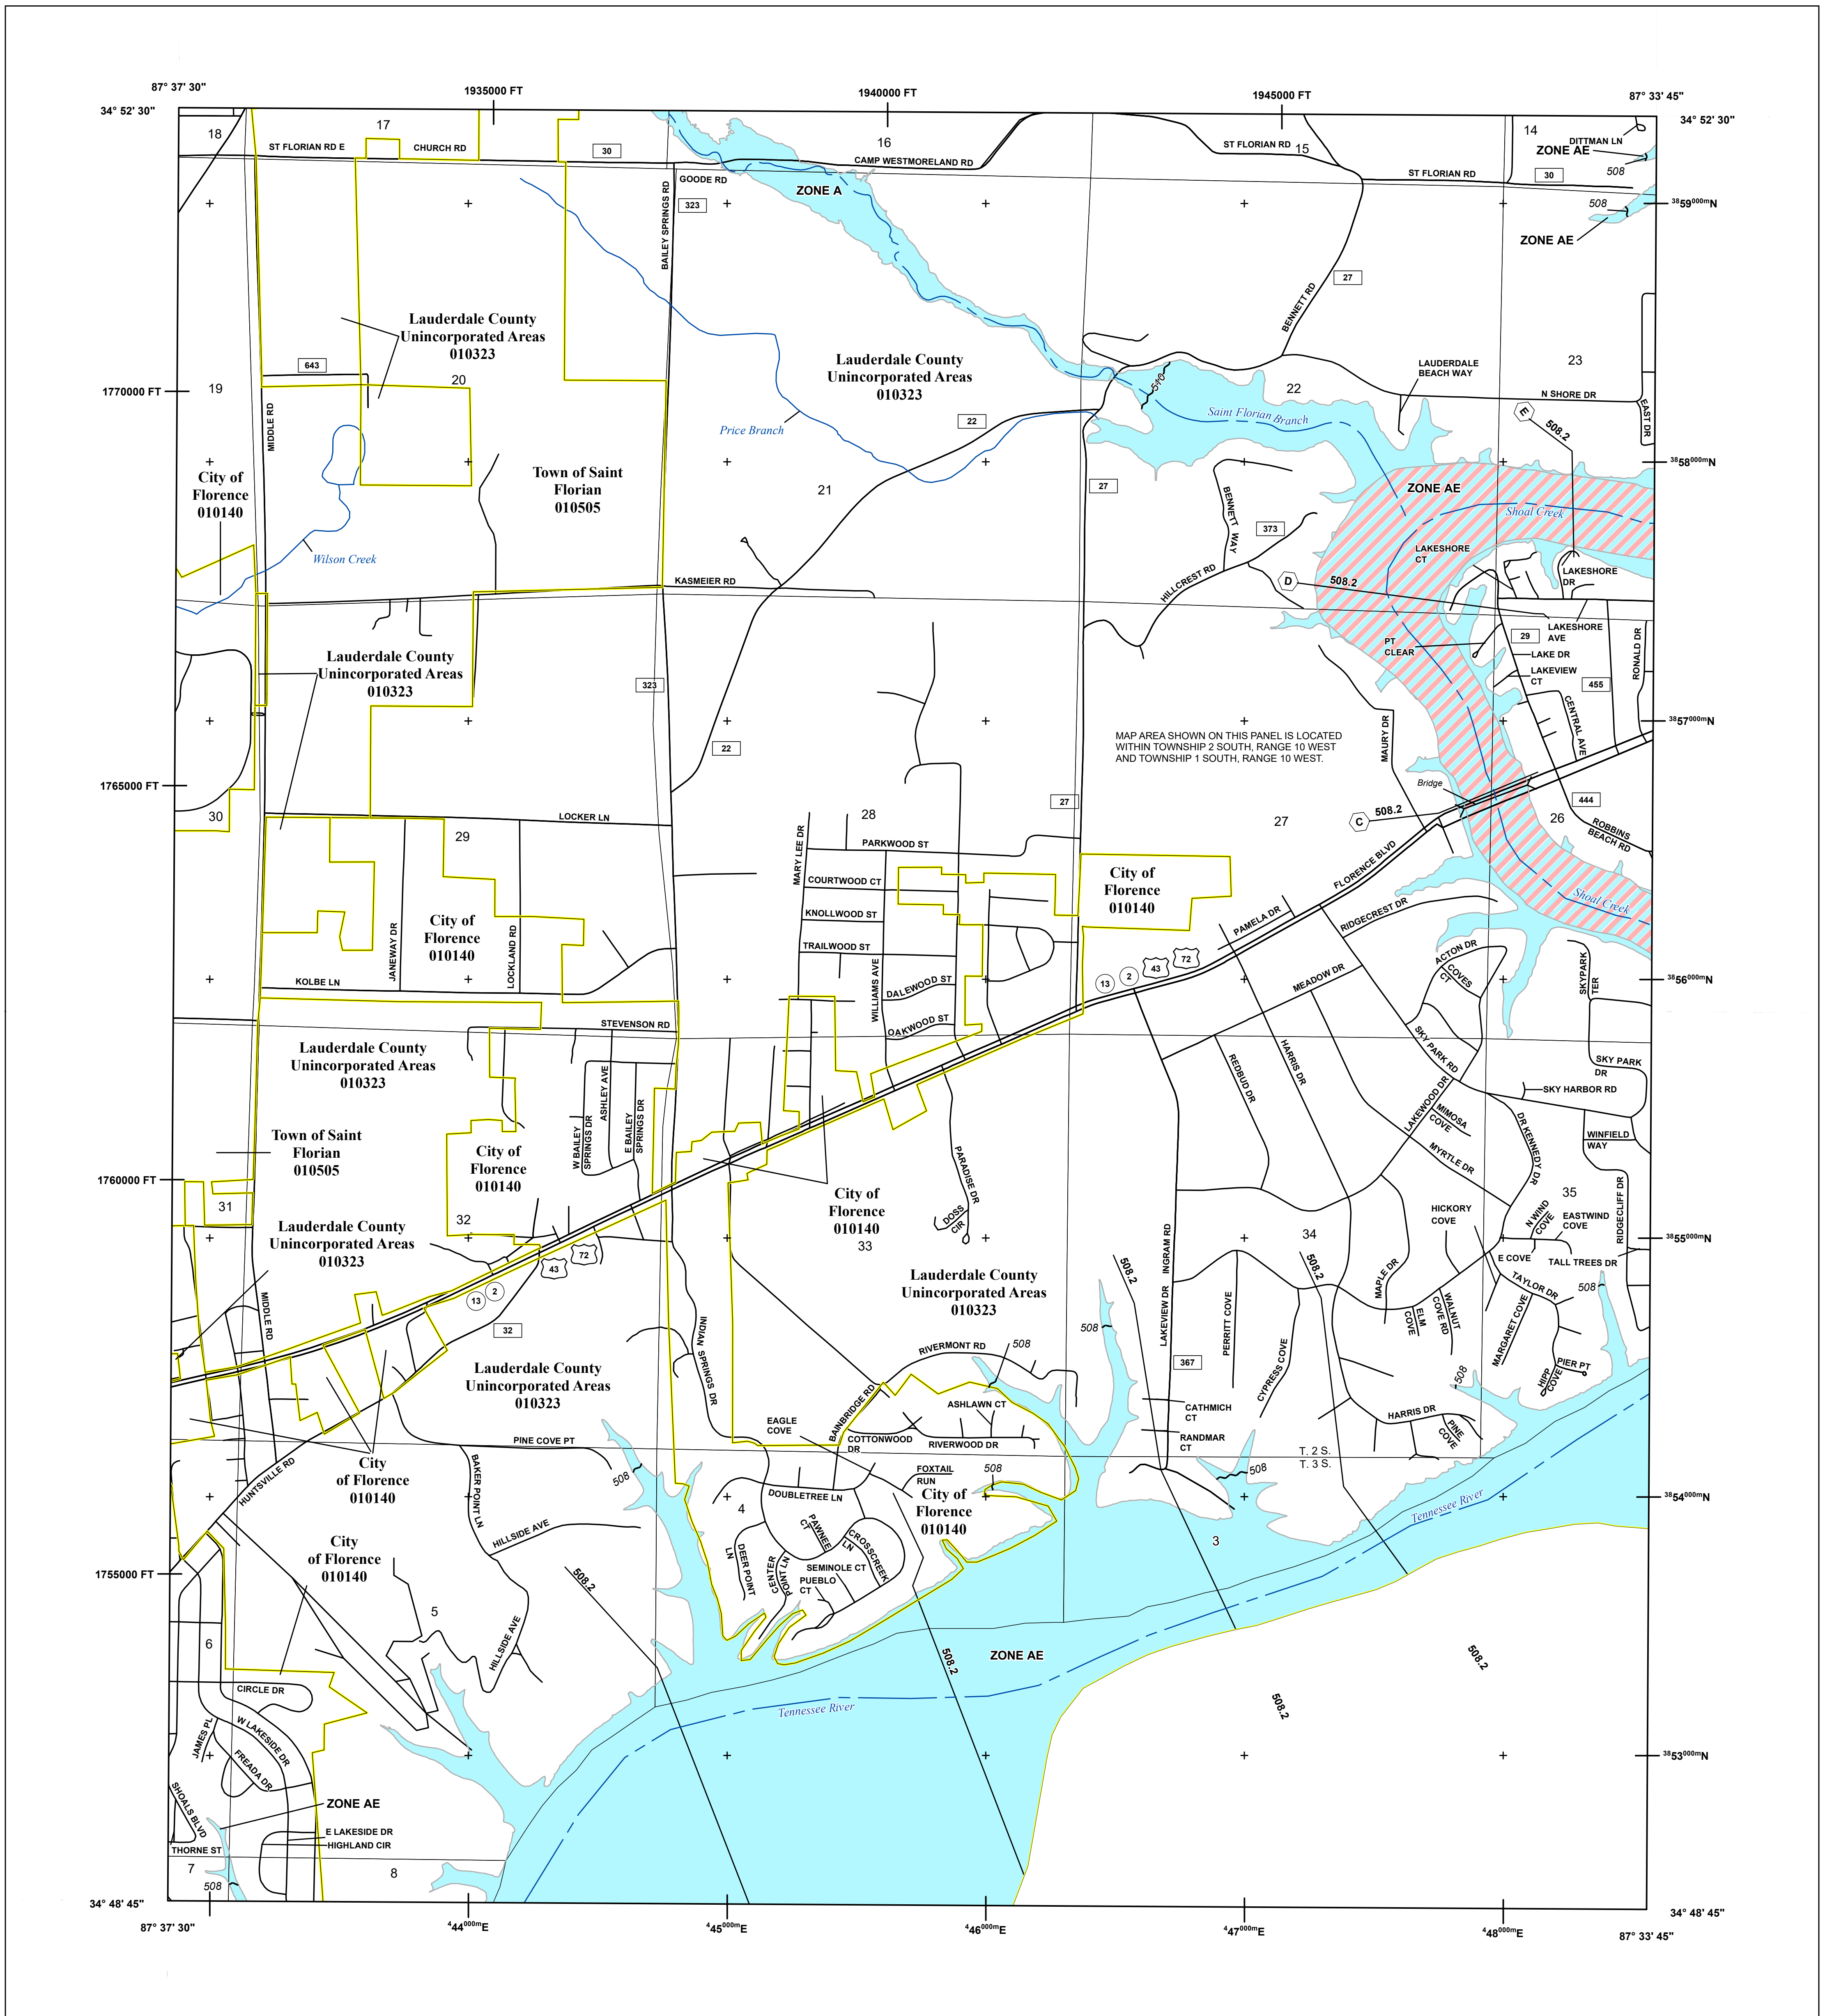 87° 37' 30"
1935000 FT
1940000 FT
1945000 FT
87° 33' 45"
34° 52' 30"
34° 52' 30"
18
17
16
15
14
ST FLORIAN RD E
CHURCH RD
30
CAMP WESTMORELAND RD
ST FLORIAN RD
DITTMAN LN
ZONE AE
508
ST FLORIAN RD
30
GOODE RD
323
BAILEY SPRINGS RD
ZONE A
508
3859000mN
ZONE AE
27
BENNETT RD
Lauderdale County
Unincorporated Areas
010323
643
20
19
1770000 FT
MIDDLE RD
Lauderdale County
Unincorporated Areas
010323
LAUDERDALE
BEACH WAY
23
22
510
N SHORE DR
EAST DR
E
508.2
Saint Florian Branch
22
Price Branch
City of
Florence
010140
Town of Saint
Florian
010505
21
27
3858000mN
ZONE AE
Shoal Creek
BENNETT WAY
373
Wilson Creek
LAKESHORE
CT
LAKESHORE
DR
D
508.2
KASMEIER RD
HILLCREST RD
LAKESHORE
AVE
29
PT
CLEAR
LAKE DR
LAKEVIEW
CT
455
RONALD DR
Lauderdale County
Unincorporated Areas
010323
323
CENTRAL AVE
3857000mN
22
MAP AREA SHOWN ON THIS PANEL IS LOCATED
WITHIN TOWNSHIP 2 SOUTH, RANGE 10 WEST
AND TOWNSHIP 1 SOUTH, RANGE 10 WEST.
MAURY DR
Bridge
1765000 FT
30
LOCKER LN
29
28
27
27
C
508.2
444
26
ROBBINS
BEACH RD
MARY LEE DR
PARKWOOD ST
COURTWOOD CT
KNOLLWOOD ST
TRAILWOOD ST
City of
Florence
010140
FLORENCE BLVD
Shoal Creek
PAMELA DR
RIDGECREST DR
City of
Florence
010140
JANEWAY DR
LOCKLAND RD
KOLBE LN
WILLIAMS AVE
DALEWOOD ST
OAKWOOD ST
13
2
43
72
MEADOW DR
ACTON DR
COVES
CT
SKYPARK
TER
3856000mN
STEVENSON RD
Lauderdale County
Unincorporated Areas
010323
SKY PARK RD
SKY PARK
DR
SKY HARBOR RD
REDBUD DR
HARRIS DR
LAKEWOOD DR
MIMOSA
COVE
ASHLEY AVE
W BAILEY
SPRINGS DR
E BAILEY
SPRINGS DR
Town of Saint
Florian
010505
City of
Florence
010140
DR KENNEDY DR
WINFIELD
WAY
MYRTLE DR
PARADISE DR
1760000 FT
31
32
City of
Florence
010140
33
DOSS
CIR
35
HICKORY
COVE
N WIND
COVE
EASTWIND
COVE
RIDGECLIFF DR
Lauderdale County
Unincorporated Areas
010323
34
3855000mN
43
72
13
2
INGRAM RD
E COVE
TALL TREES DR
Lauderdale County
Unincorporated Areas
010323
508.2
508.2
MAPLE DR
TAYLOR DR
508
MIDDLE RD
32
INDIAN SPRINGS DR
LAKEVIEW DR
PERRITT COVE
ELM
COVE
WALNUT
COVE RD
MARGARET COVE
508
RIVERMONT RD
508
367
CYPRESS COVE
508
PIER PT
HIPP
COVE
Lauderdale County
Unincorporated Areas
010323
EAGLE
COVE
BAINBRIDGE RD
ASHLAWN CT
CATHMICH
CT
HARRIS DR
PINE
COVE
PINE COVE PT
COTTONWOOD
DR
RIVERWOOD DR
RANDMAR
CT
T. 2 S.
T. 3 S.
HUNTSVILLE RD
City
of Florence
010140
BAKER POINT LN
508
FOXTAIL
RUN
508
508
DOUBLETREE LN
City of
Florence
010140
4
3854000mN
Tennessee River
HILLSIDE AVE
PAWNEE
CT
CROSSCREEK
LN
3
City
of Florence
010140
DEER POINT
LN
CENTER
POINT LN
SEMINOLE CT
PUEBLO
CT
1755000 FT
508.2
5
6
HILLSIDE AVE
508.2
ZONE AE
508.2
508.2
CIRCLE DR
Tennessee River
JAMES PL
W LAKESIDE DR
FREADA DR
3853000mN
SHOALS BLVD
ZONE AE
E LAKESIDE DR
HIGHLAND CIR
THORNE ST
7
8
508
34° 48' 45"
34° 48' 45"
87° 37' 30"
444000mE
445000mE
446000mE
447000mE
448000mE
87° 33' 45"